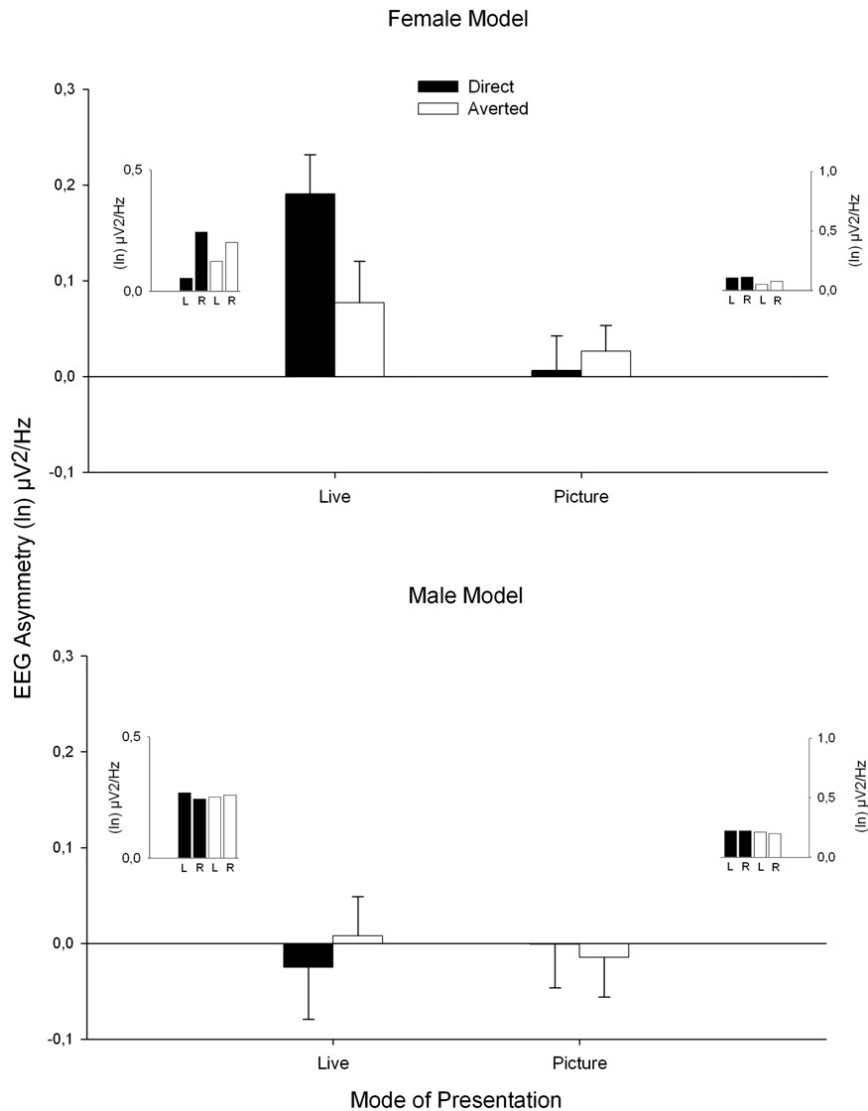 Female Model
0,3
Direct
Averted
0,2
0,1
0,0
-0,1
0,5
0,0
(ln) µV2/Hz
L R L R
1,0
0,5
0,0
(ln) µV2/Hz
L R L R
Live Picture
EEG Asymmetry (ln) µV2/Hz
Male Model
0,3
0,2
0,1
0,0
-0,1
0,5
0,0
(ln) µV2/Hz
L R L R
1,0
0,5
0,0
(ln) µV2/Hz
L R L R
Live Picture
Mode of Presentation